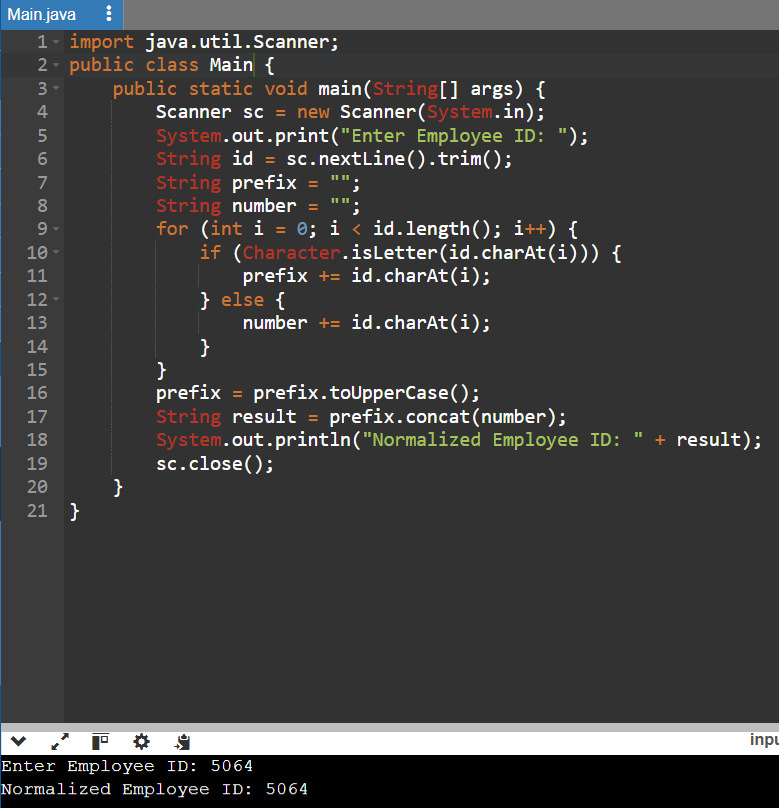 Main.java
1 import java.util.Scanner;
2 public class Main {
3     public static void main(String[] args) {
4         Scanner sc = new Scanner(System.in);
5         System.out.print("Enter Employee ID: ");
6         String id = sc.nextLine().trim();
7         String prefix = "";
8         String number = "";
9         for (int i = 0; i < id.length(); i++) {
10             if (Character.isLetter(id.charAt(i))) {
11                 prefix += id.charAt(i);
12             } else {
13                 number += id.charAt(i);
14             }
15         }
16         prefix = prefix.toUpperCase();
17         String result = prefix.concat(number);
18         System.out.println("Normalized Employee ID: " + result);
19         sc.close();
20     }
21 }
inpu
Enter Employee ID: 5064
Normalized Employee ID: 5064